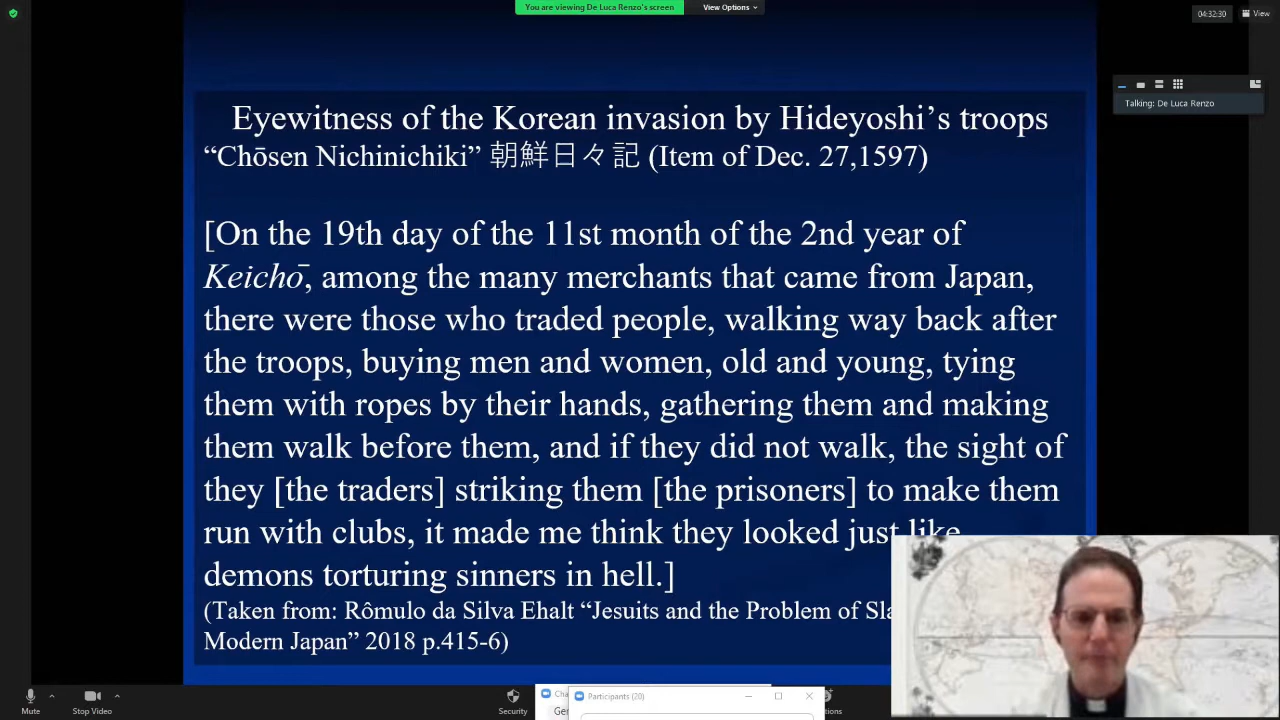 You are viewing De Luca Renzo's screen
View Options
04:32:30
View
Talking: De Luca Renzo
Eyewitness of the Korean invasion by Hideyoshi’s troops
“Chōsen Nichinichiki” 朝鮮日々記 (Item of Dec. 27,1597)
[On the 19th day of the 11st month of the 2nd year of
Keichō, among the many merchants that came from Japan,
there were those who traded people, walking way back after
the troops, buying men and women, old and young, tying
them with ropes by their hands, gathering them and making
them walk before them, and if they did not walk, the sight of
they [the traders] striking them [the prisoners] to make them
run with clubs, it made me think they looked just like
demons torturing sinners in hell.]
(Taken from: Rômulo da Silva Ehalt “Jesuits and the Problem of
Modern Japan” 2018 p.415-6)
Mute
Stop Video
Security
Participants (20)